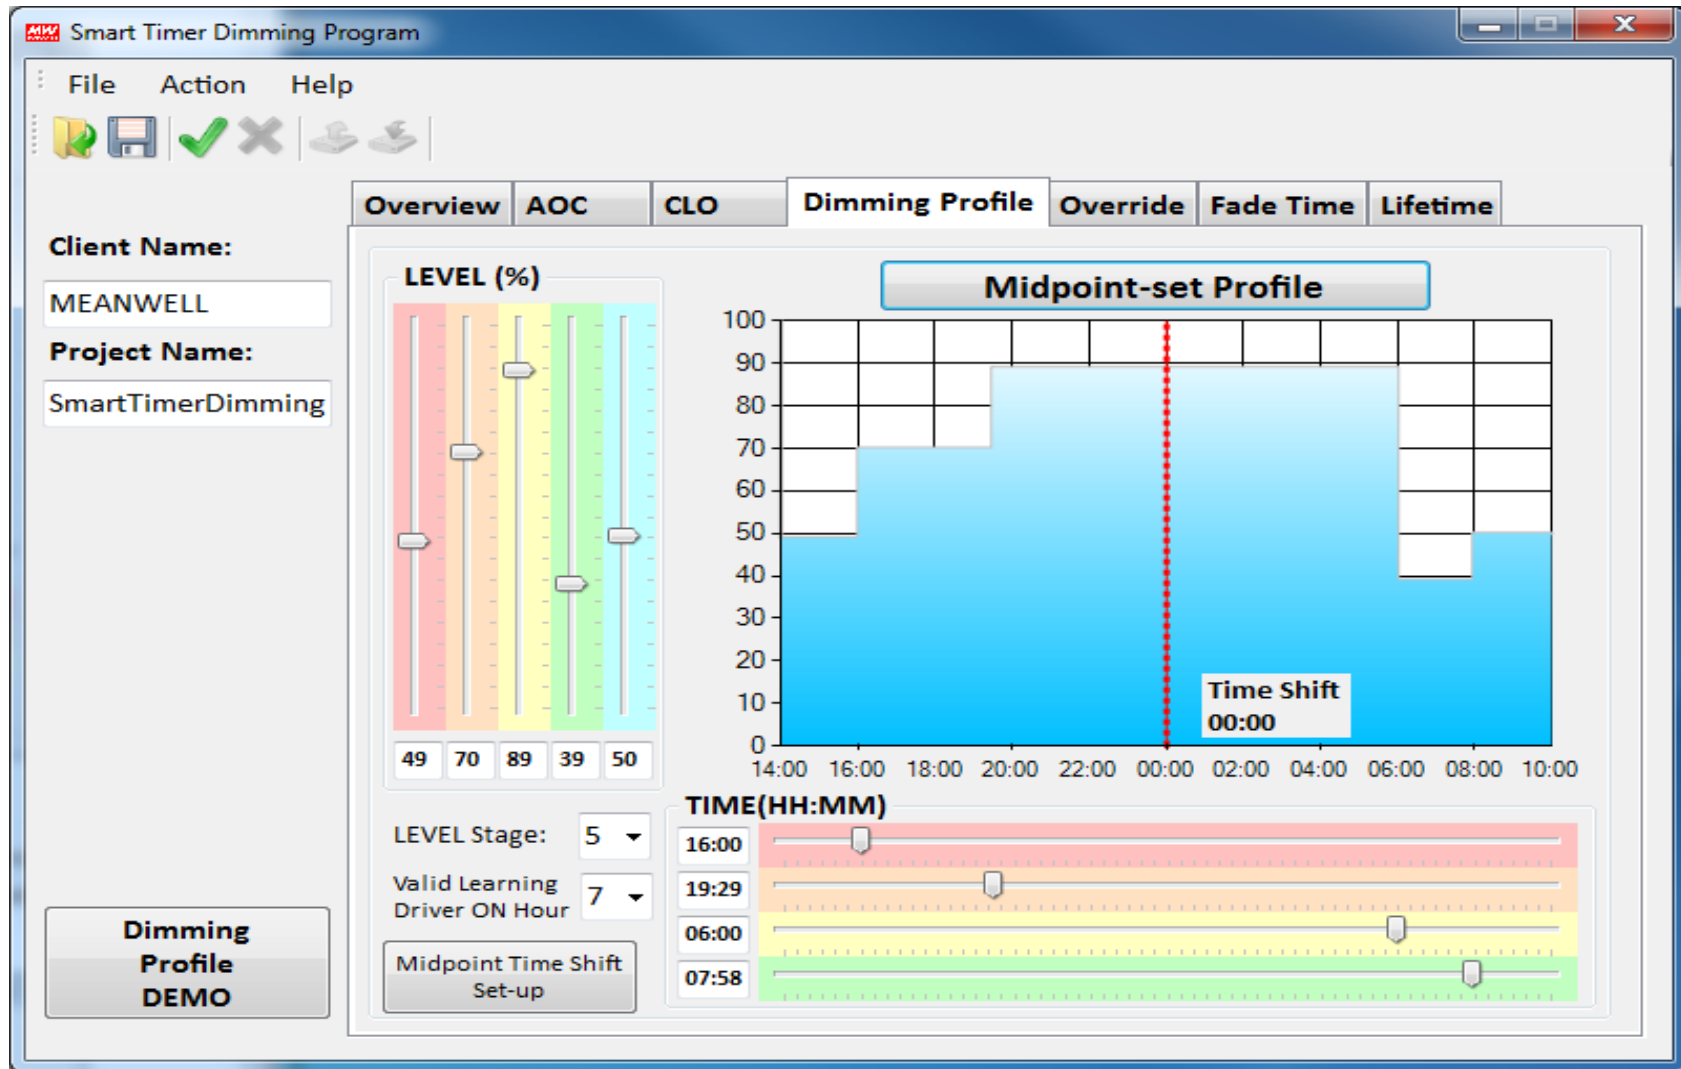 MW Smart Timer Dimming Program
File Action Help
Overview AOC CLO Dimming Profile Override Fade Time Lifetime
Client Name:
MEANWELL
Project Name:
SmartTimerDimming
Dimming
Profile
DEMO
LEVEL (%)
49 70 89 39 50
LEVEL Stage: 5
Valid Learning
Driver ON Hour 7
Midpoint Time Shift
Set-up
Midpoint-set Profile
100
90
80
70
60
50
40
30
20
10
0
Time Shift
00:00
14:00 16:00 18:00 20:00 22:00 00:00 02:00 04:00 06:00 08:00 10:00
TIME(HH:MM)
16:00
19:29
06:00
07:58